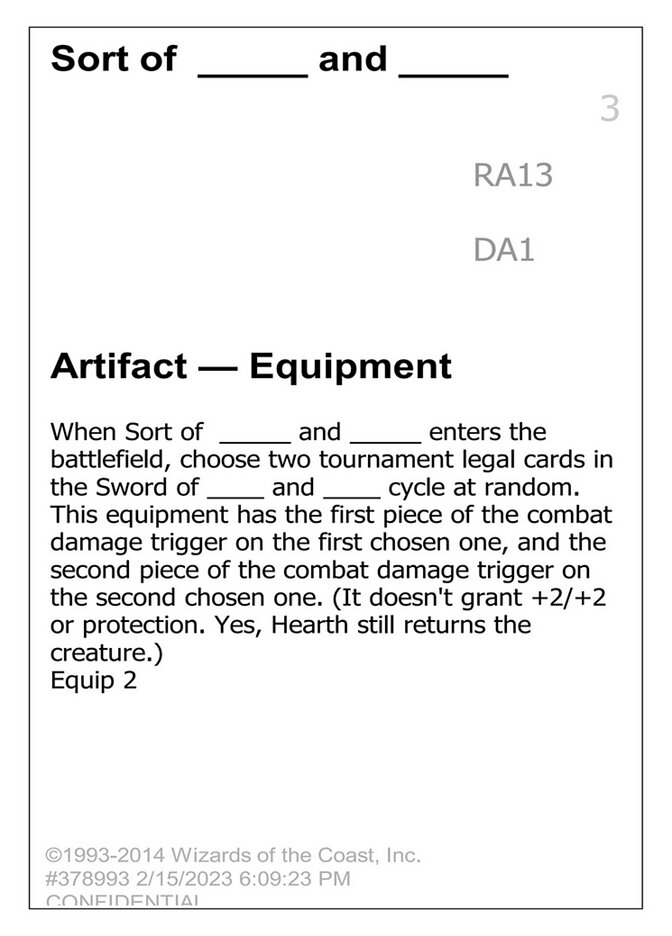 Sort of _____ and _____
3
RA13
DA1
Artifact — Equipment
When Sort of _____ and _____ enters the
battlefield, choose two tournament legal cards in
the Sword of ____ and ____ cycle at random.
This equipment has the first piece of the combat
damage trigger on the first chosen one, and the
second piece of the combat damage trigger on
the second chosen one. (It doesn't grant +2/+2
or protection. Yes, Hearth still returns the
creature.)
Equip 2
©1993-2014 Wizards of the Coast, Inc.
#378993 2/15/2023 6:09:23 PM
CONFIDENTIAL